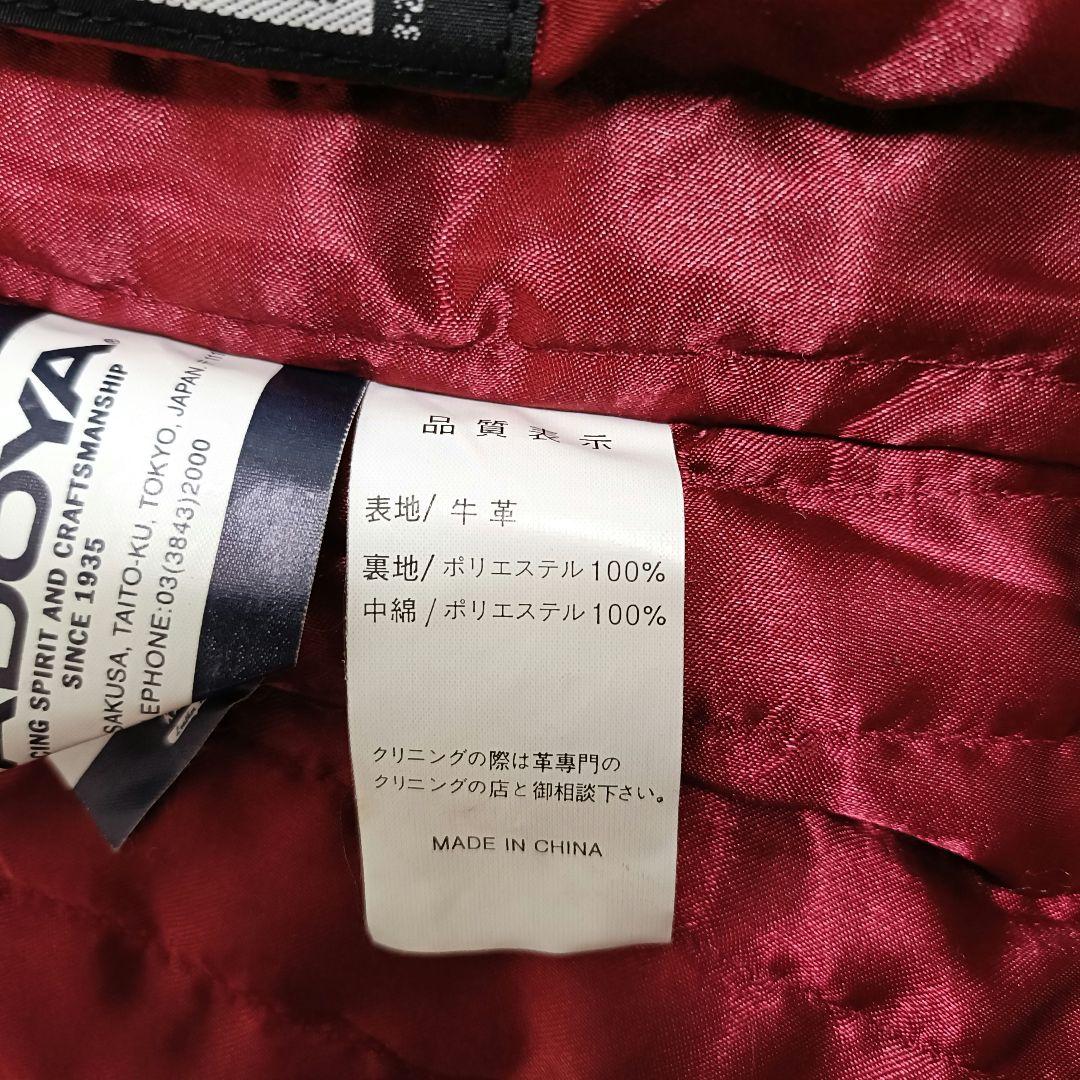 ADOYA®
CING SPIRIT AND CRAFTSMANSHIP
SINCE 1935
SAKUSA, TAITO-KU, TOKYO, JAPAN.
EPHONE:03(3843)2000
品質表示
表地/牛革
裏地/ポリエステル100%
中綿/ポリエステル100%
クリニングの際は革専門の
クリニングの店と御相談下さい。
MADE IN CHINA